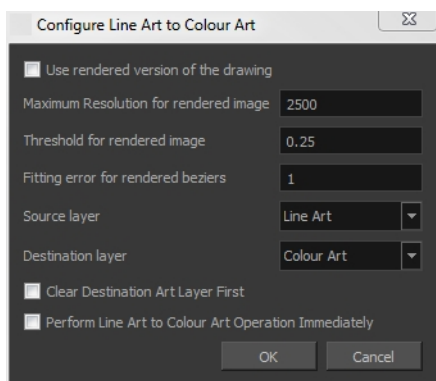 Configure Line Art to Colour Art
Use rendered version of the drawing
Maximum Resolution for rendered image 2500
Threshold for rendered image 0.25
Fitting error for rendered beziers 1
Source layer Line Art
Destination layer Colour Art
Clear Destination Art Layer First
Perform Line Art to Colour Art Operation Immediately
OK Cancel